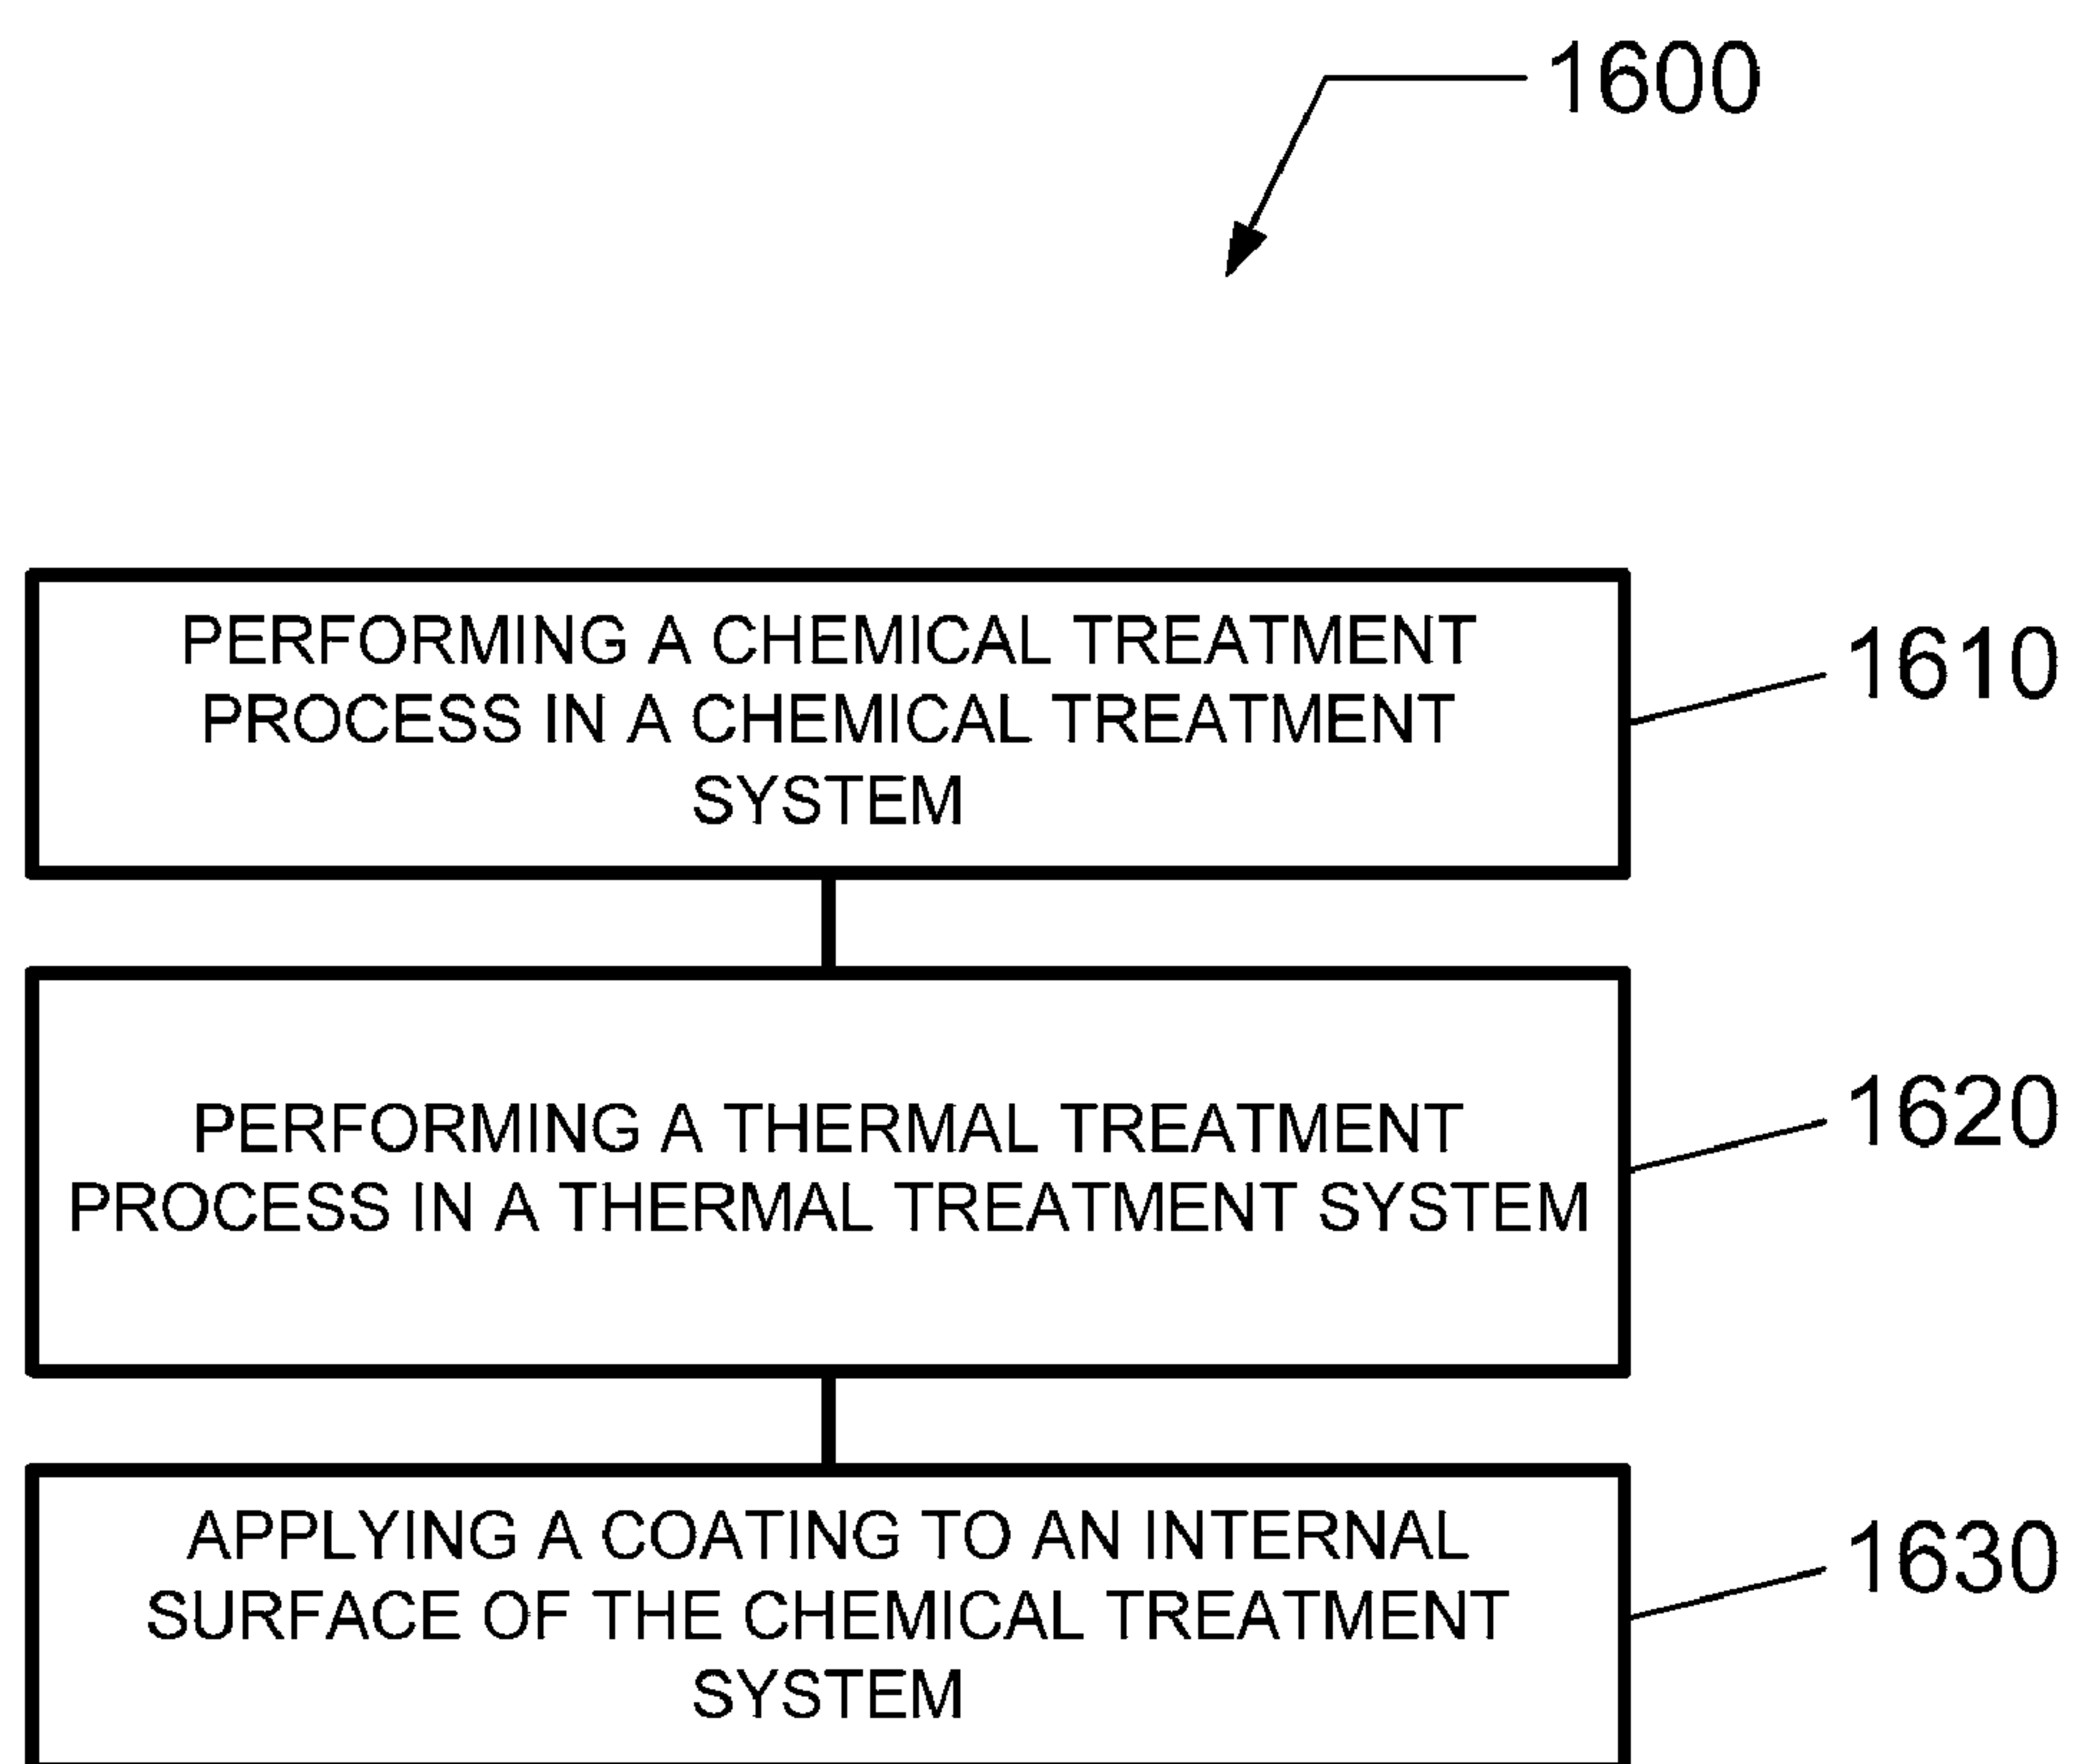 1600
PERFORMING A CHEMICAL TREATMENT
PROCESS IN A CHEMICAL TREATMENT
SYSTEM
1610
PERFORMING A THERMAL TREATMENT
PROCESS IN A THERMAL TREATMENT SYSTEM
1620
APPLYING A COATING TO AN INTERNAL
SURFACE OF THE CHEMICAL TREATMENT
SYSTEM
1630